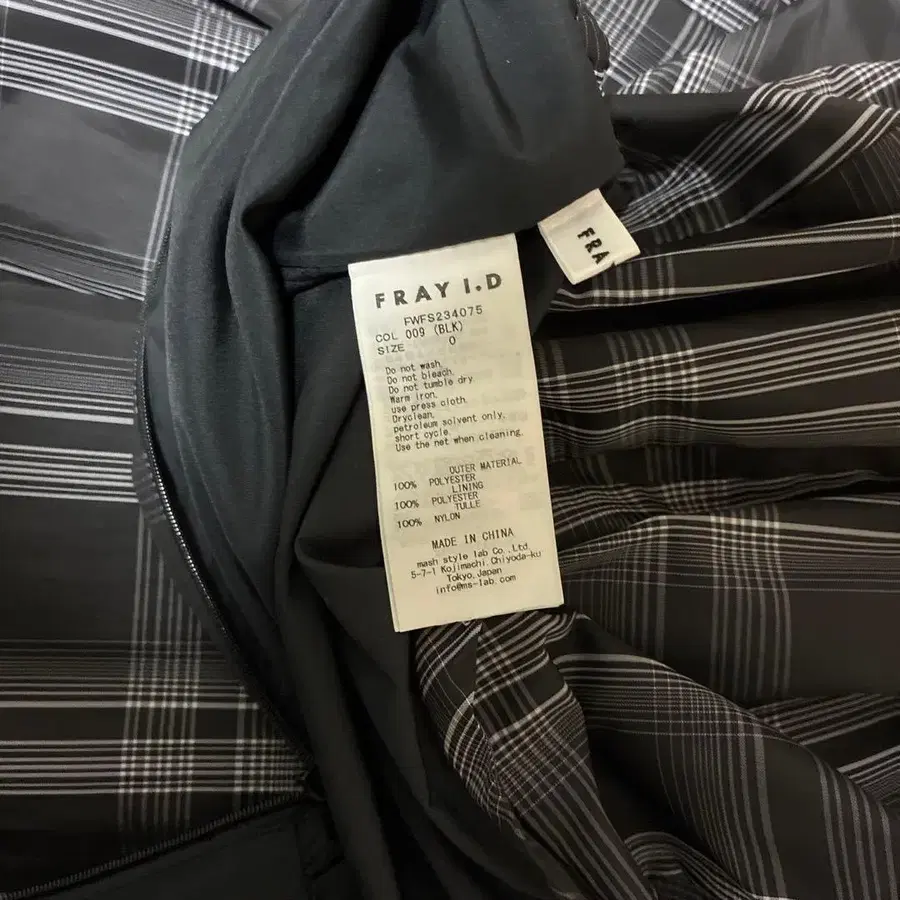 FRAY I.D
FWFS234075
COL 009 (BLK)
SIZE 0
Do not wash.
Do not bleach.
Do not tumble dry
Warm iron.
use press cloth.
Dryclean.
petroleum solvent only.
short cycle.
Use the net when cleaning.
OUTER MATERIAL
100% POLYESTER
LINING
100% POLYESTER
TULLE
100% NYLON
MADE IN CHINA
mash style lab Co.,Ltd.
5-7-1 Kojimachi,Chiyoda-ku
Tokyo,Japan
info@ms-lab.com
FRA